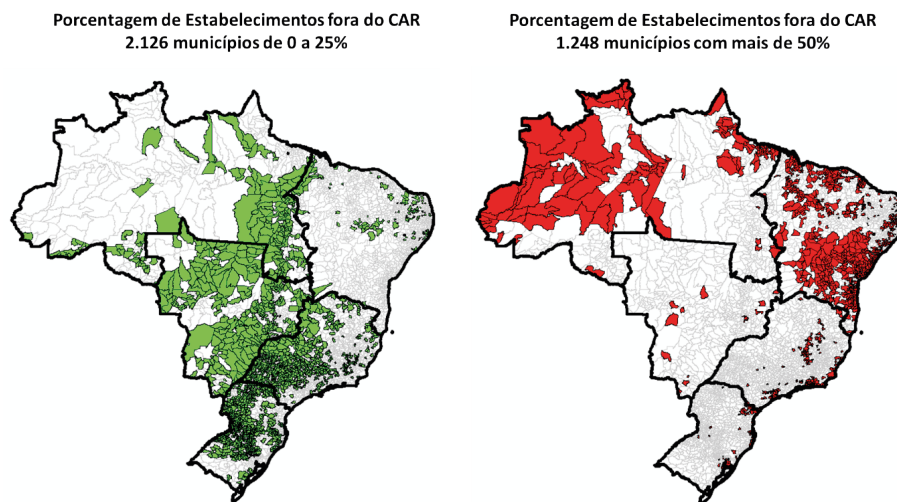 Porcentagem de Estabelecimentos fora do CAR
2.126 municípios de 0 a 25%
Porcentagem de Estabelecimentos fora do CAR
1.248 municípios com mais de 50%